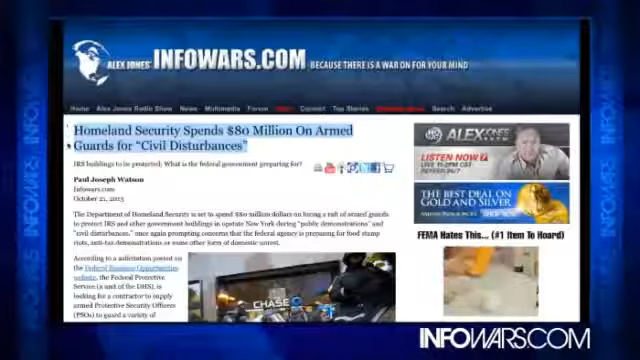 ALEX JONES' INFOWARS.COM BECAUSE THERE IS A WAR ON FOR YOUR MIND
Home Alex Jones Radio Show News Multimedia Forum Contact Top Stories Search Advertise
Homeland Security Spends $80 Million On Armed
Guards for "Civil Disturbances"
IRS buildings to be protected; What is the federal government preparing for?
Paul Joseph Watson
Infowars.com
October 21, 2013
The Department of Homeland Security is set to spend $80 million dollars on hiring a raft of armed guards
to protect IRS and other government buildings in upstate New York during "public demonstrations" and
"civil disturbances," once again prompting concerns that the federal agency is preparing for food stamp
riots, anti-tax demonstrations or some other form of domestic unrest.
According to a solicitation posted on
the Federal Business Opportunities
website, the Federal Protective
Service (a unit of the DHS), is
looking for a contractor to supply
armed Protective Security Officers
(PSOs) to guard a variety of
CHASE
ALEX JONES
LISTEN NOW
THE BEST DEAL ON
GOLD AND SILVER
FEMA Hates This... (#1 Item To Hoard)
INFOWARS.COM
INFOWARS
INFOWARS